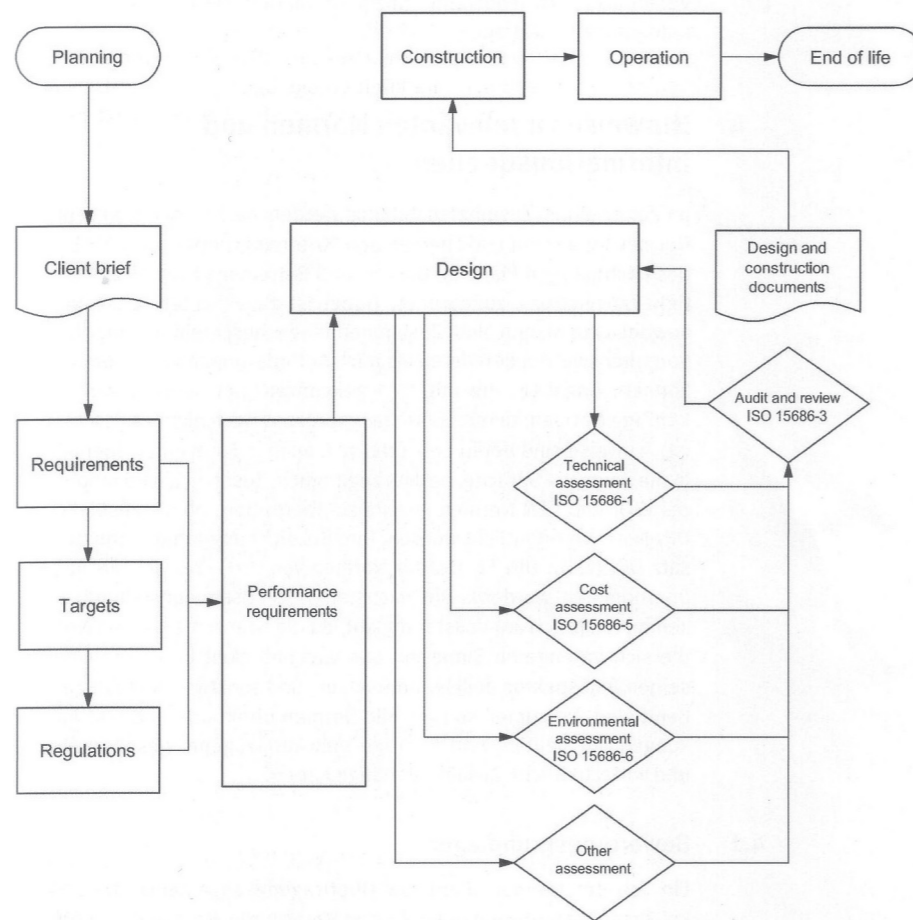 Planning
Construction
Operation
End of life
Client brief
Design
Design and
construction
documents
Audit and review
ISO 15686-3
Requirements
Technical
assessment
ISO 15686-1
Targets
Performance
requirements
Cost
assessment
ISO 15686-5
Regulations
Environmental
assessment
ISO 15686-6
Other
assessment